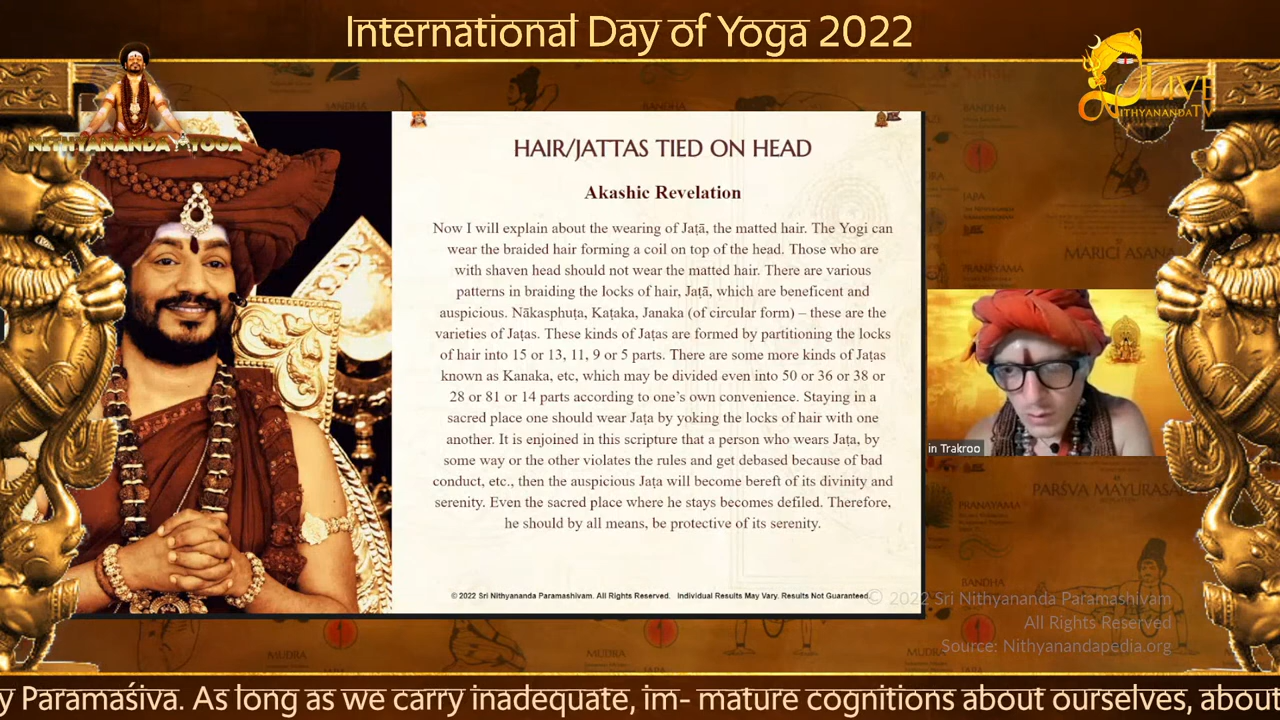 International Day of Yoga 2022
LIVE
NITHYANANDATV
NITHYANANDA YOGA
HAIR/JATTAS TIED ON HEAD
Akashic Revelation
Now I will explain about the wearing of Jaṭā, the matted hair. The Yogi can
wear the braided hair forming a coil on top of the head. Those who are
with shaven head should not wear the matted hair. There are various
patterns in braiding the locks of hair, Jaṭā, which are beneficent and
auspicious. Nākasphuṭa, Kaṭaka, Janaka (of circular form) – these are the
varieties of Jaṭas. These kinds of Jaṭas are formed by partitioning the locks
of hair into 15 or 13, 11, 9 or 5 parts. There are some more kinds of Jaṭas
known as Kanaka, etc, which may be divided even into 50 or 36 or 38 or
28 or 81 or 14 parts according to one’s own convenience. Staying in a
sacred place one should wear Jaṭa by yoking the locks of hair with one
another. It is enjoined in this scripture that a person who wears Jaṭa, by
some way or the other violates the rules and get debased because of bad
conduct, etc., then the auspicious Jaṭa will become bereft of its divinity and
serenity. Even the sacred place where he stays becomes defiled. Therefore,
he should by all means, be protective of its serenity.
© 2022 Sri Nithyananda Paramashivam. All Rights Reserved. Individual Results May Vary. Results Not Guaranteed.
BANDHA
JAPA
MARICI ASANA
PRANAYAMA
in Trakroo
PARŚVA MAYURASA
PRANAYAMA
BANDHA
© 2022 Sri Nithyananda Paramashivam
All Rights Reserved
Source: Nithyanandapedia.org
MUDRA
MUDRA
MUDRA
y Paramaśiva. As long as we carry inadequate, im- mature cognitions about ourselves, about